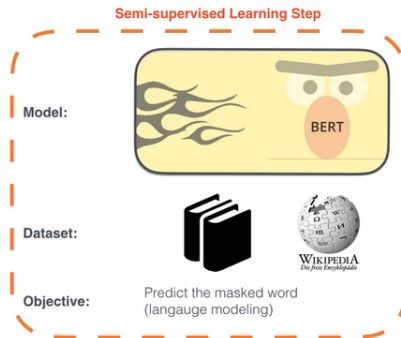 Semi-supervised Learning Step
Model:
BERT
Dataset:
WIKIPEDIA
Die freie Enzyklopädie
Objective:
Predict the masked word
(langauge modeling)